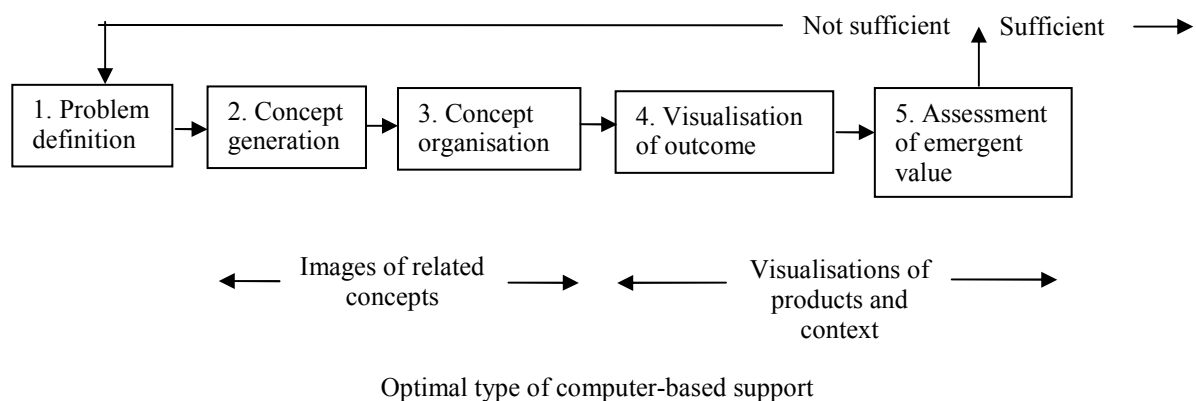 Not sufficient Sufficient
1. Problem
definition
2. Concept
generation
3. Concept
organisation
4. Visualisation
of outcome
5. Assessment
of emergent
value
Images of related
concepts
Visualisations of
products and
context
Optimal type of computer-based support